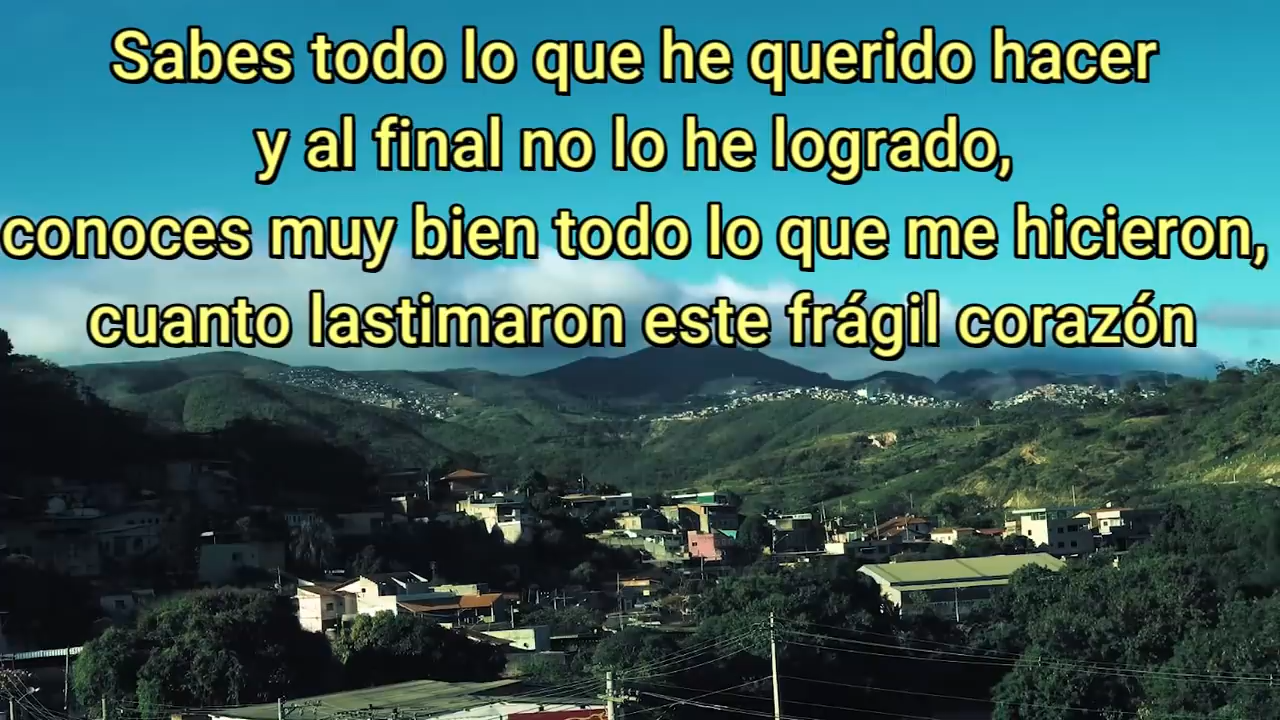 Sabes todo lo que he querido hacer
y al final no lo he logrado,
conoces muy bien todo lo que me hicieron,
cuanto lastimaron este frágil corazón